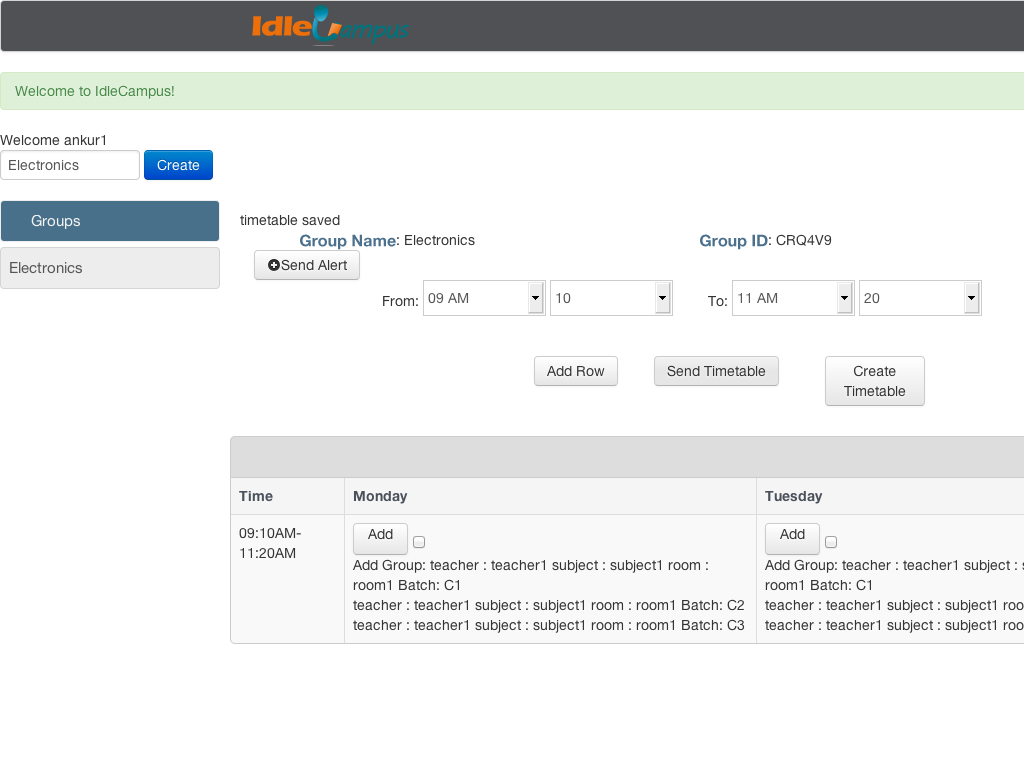 IdleCampus
Welcome to IdleCampus!
Welcome ankur1
Electronics
Create
Groups
Electronics
timetable saved
Group Name: Electronics
Group ID: CRQ4V9
Send Alert
From: 09 AM 10
To: 11 AM 20
Add Row
Send Timetable
Create
Timetable
Time
Monday
Tuesday
09:10AM-
11:20AM
Add
Add Group: teacher : teacher1 subject : subject1 room :
room1 Batch: C1
teacher : teacher1 subject : subject1 room : room1 Batch: C2
teacher : teacher1 subject : subject1 room : room1 Batch: C3
Add
Add Group: teacher : teacher1 subject :
room1 Batch: C1
teacher : teacher1 subject : subject1 roo
teacher : teacher1 subject : subject1 roo